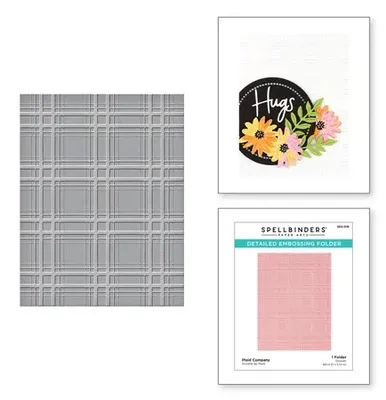 Hugs
SPELLBINDERS
PAPER ARTS
DETAILED EMBOSSING FOLDER
Plaid Company
1 Folder